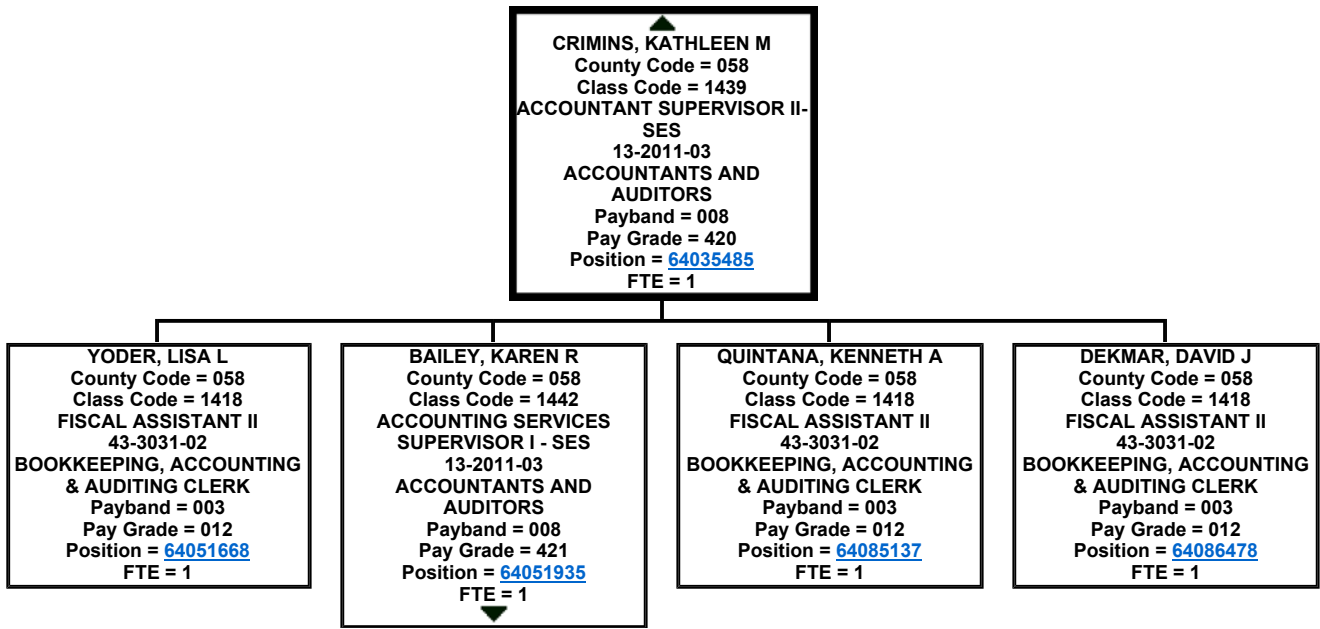 CRIMINS, KATHLEEN M
County Code = 058
Class Code = 1439
ACCOUNTANT SUPERVISOR II-
SES
13-2011-03
ACCOUNTANTS AND
AUDITORS
Payband = 008
Pay Grade = 420
Position = 64035485
FTE = 1
YODER, LISA L
County Code = 058
Class Code = 1418
FISCAL ASSISTANT II
43-3031-02
BOOKKEEPING, ACCOUNTING
& AUDITING CLERK
Payband = 003
Pay Grade = 012
Position = 64051668
FTE = 1
BAILEY, KAREN R
County Code = 058
Class Code = 1442
ACCOUNTING SERVICES
SUPERVISOR I - SES
13-2011-03
ACCOUNTANTS AND
AUDITORS
Payband = 008
Pay Grade = 421
Position = 64051935
FTE = 1
QUINTANA, KENNETH A
County Code = 058
Class Code = 1418
FISCAL ASSISTANT II
43-3031-02
BOOKKEEPING, ACCOUNTING
& AUDITING CLERK
Payband = 003
Pay Grade = 012
Position = 64085137
FTE = 1
DEKMAR, DAVID J
County Code = 058
Class Code = 1418
FISCAL ASSISTANT II
43-3031-02
BOOKKEEPING, ACCOUNTING
& AUDITING CLERK
Payband = 003
Pay Grade = 012
Position = 64086478
FTE = 1